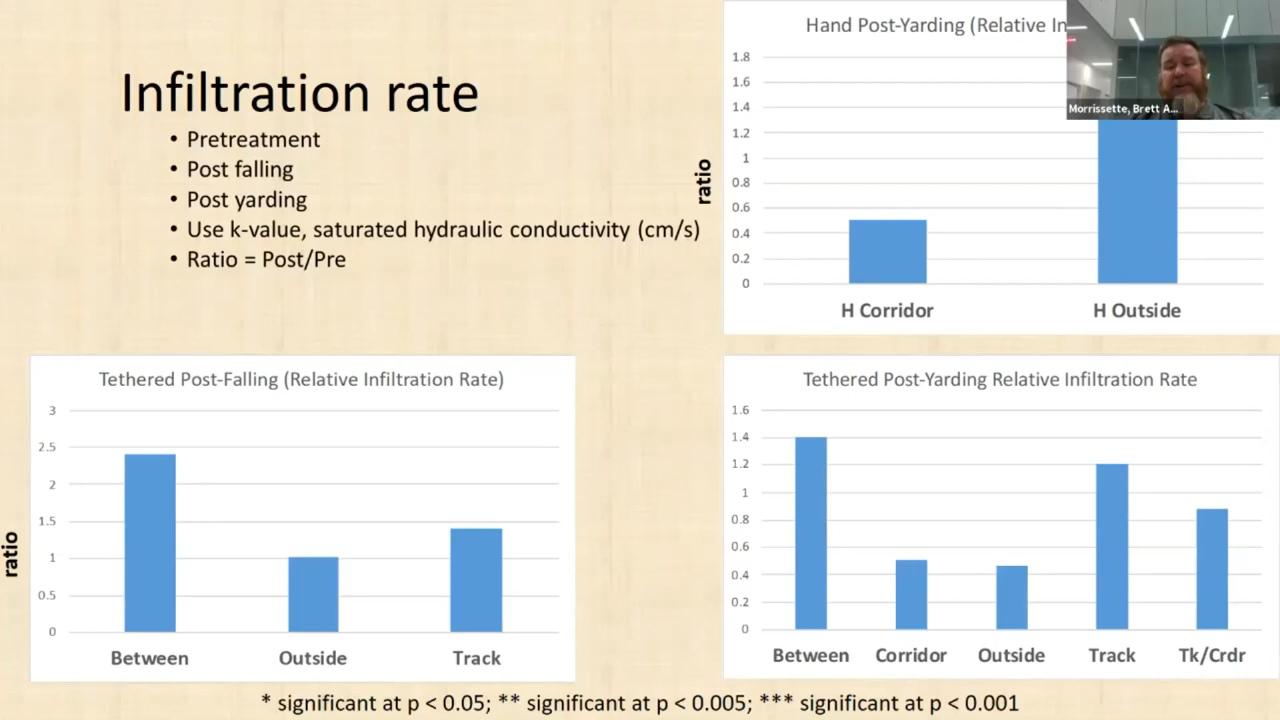 Infiltration rate
• Pretreatment
• Post falling
• Post yarding
• Use k-value, saturated hydraulic conductivity (cm/s)
• Ratio = Post/Pre
Hand Post-Yarding (Relative In
Morrissette, Brett A...
ratio
1.8
1.6
1.4
1.2
1
0.8
0.6
0.4
0.2
0
H Corridor H Outside
Tethered Post-Falling (Relative Infiltration Rate)
ratio
3
2.5
2
1.5
1
0.5
0
Between Outside Track
Tethered Post-Yarding Relative Infiltration Rate
1.6
1.4
1.2
1
0.8
0.6
0.4
0.2
0
Between Corridor Outside Track Tk/Crdr
* significant at p < 0.05; ** significant at p < 0.005; *** significant at p < 0.001